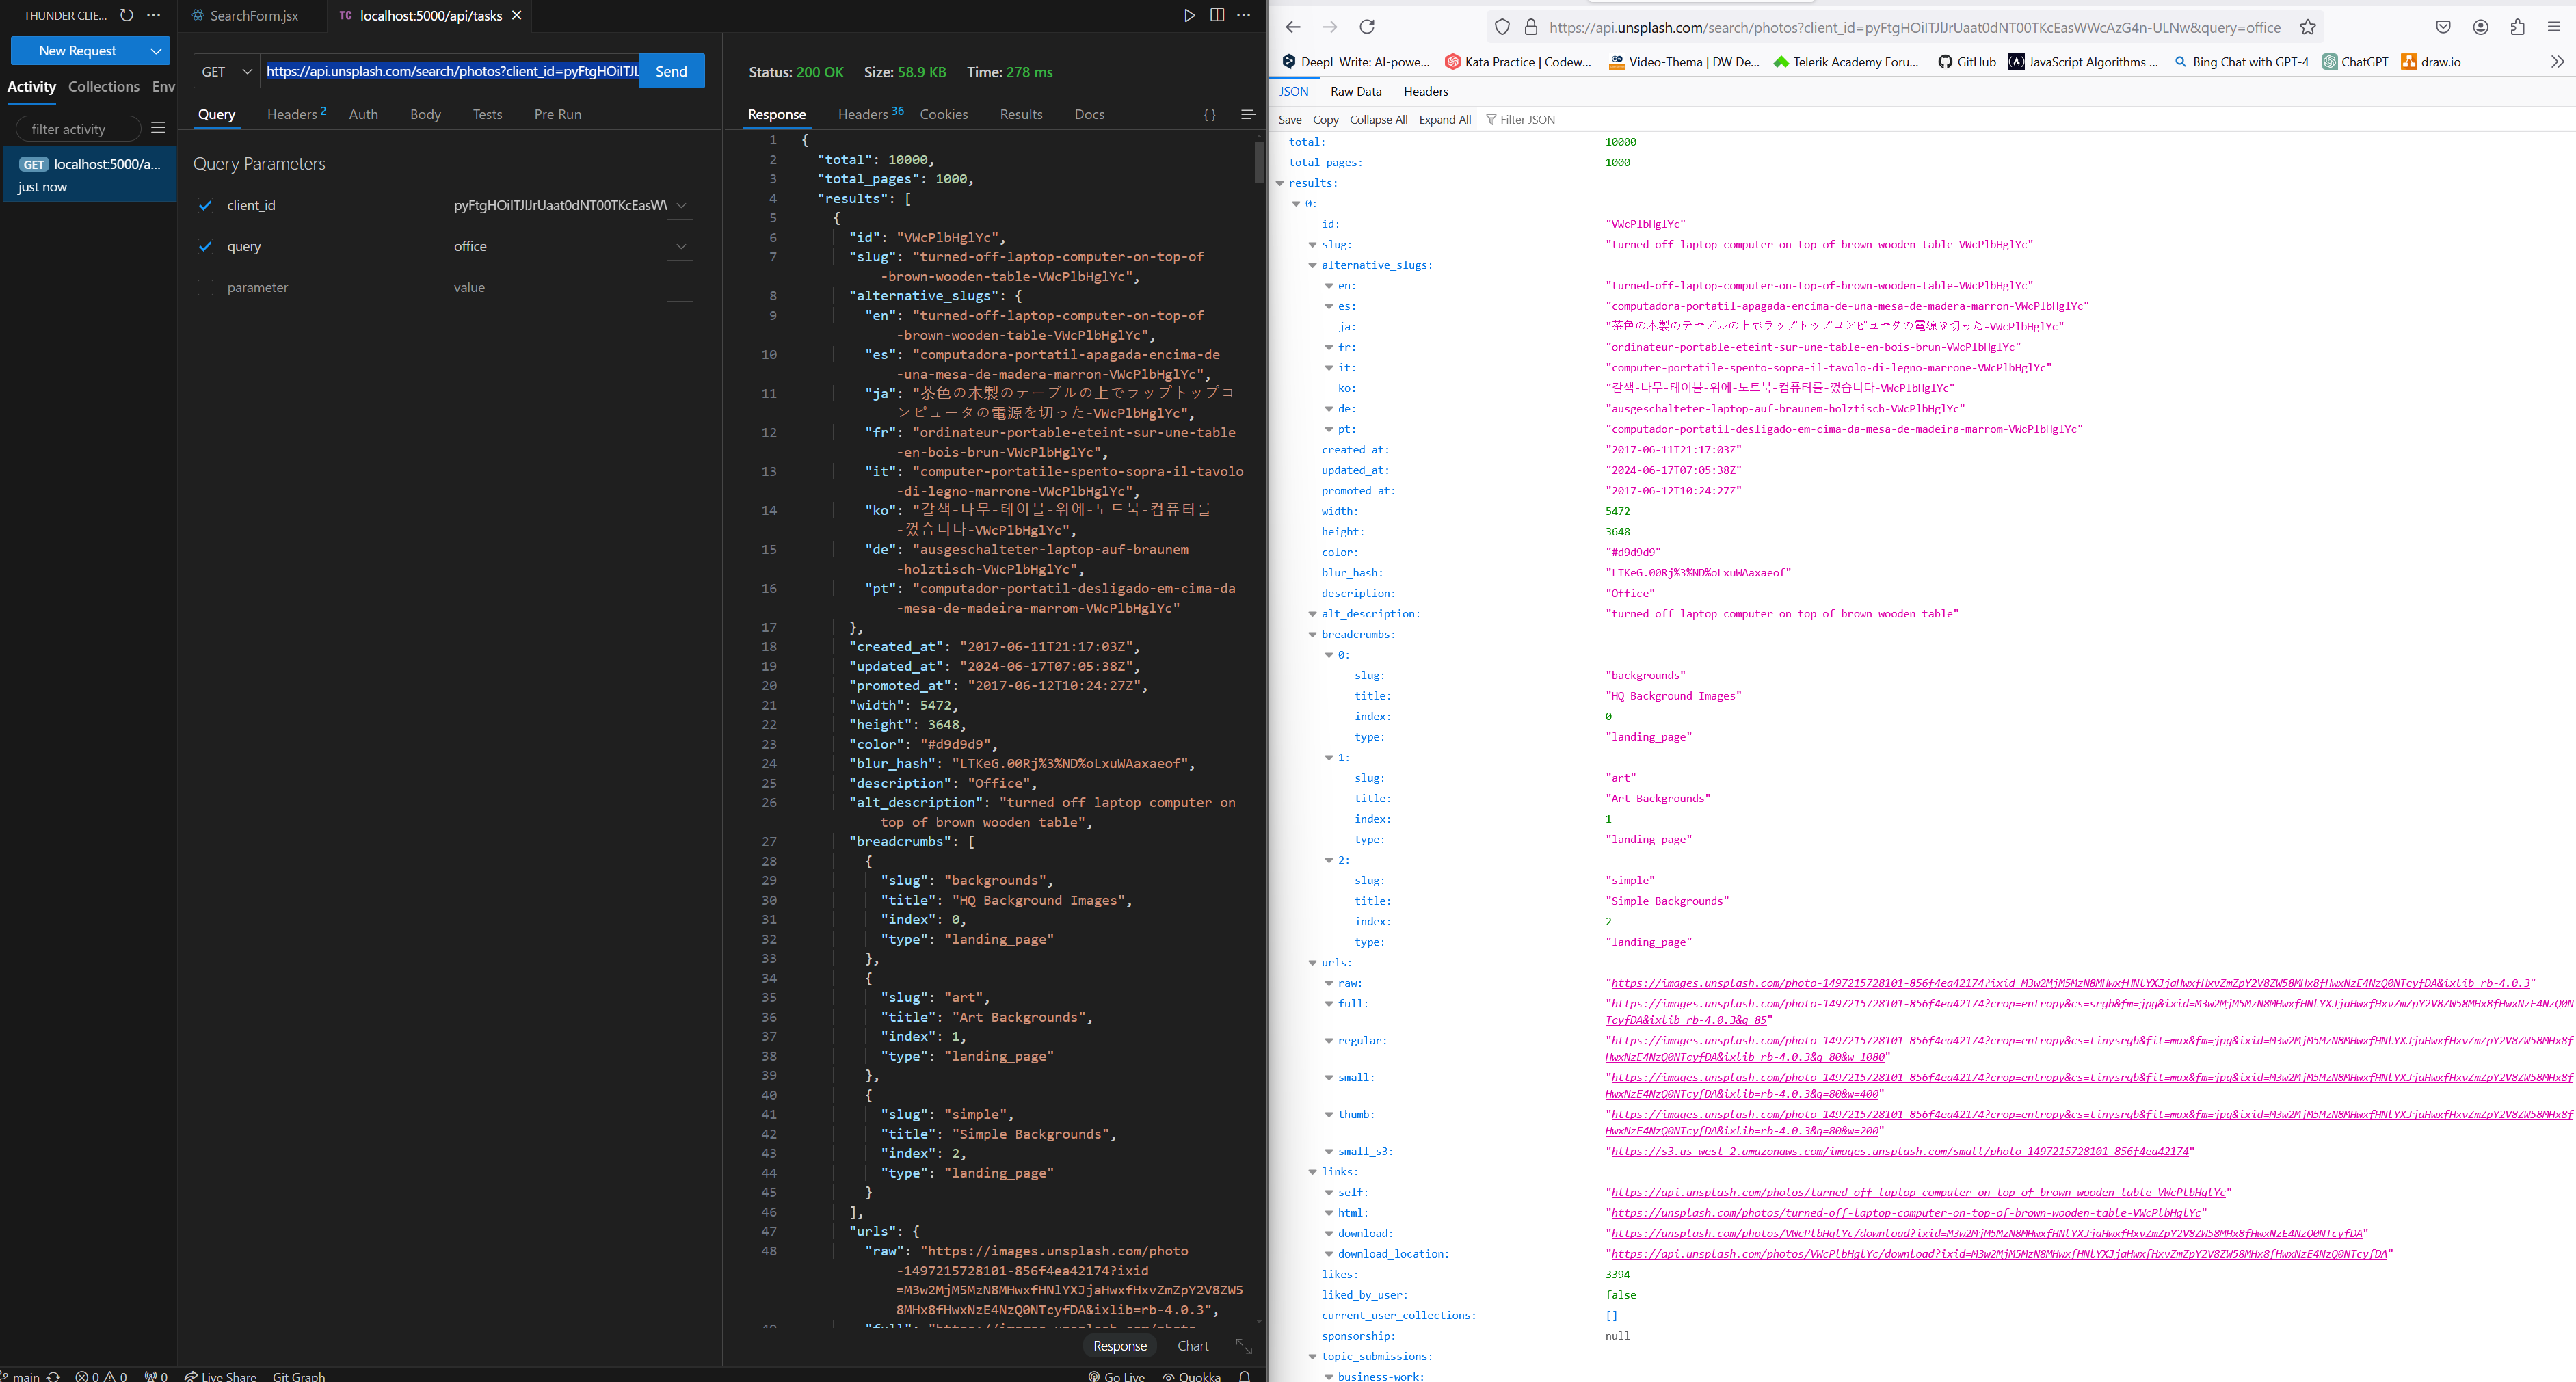 THUNDER CLIE...
New Request
Activity Collections Env
filter activity
GET localhost:5000/a...
just now
SearchForm.jsx
TC localhost:5000/api/tasks
GET
https://api.unsplash.com/search/photos?client_id=pyFtgHOiITJL
Send
Query Headers 2 Auth Body Tests Pre Run
Query Parameters
client_id pyFtgHOiITJlJrUaat0dNT00TKcEasW
query office
parameter value
Status: 200 OK Size: 58.9 KB Time: 278 ms
Response Headers 36 Cookies Results Docs { }
1 {
2 "total": 10000,
3 "total_pages": 1000,
4 "results": [
5 {
6 "id": "VWcPlbHglYc",
7 "slug": "turned-off-laptop-computer-on-top-of
-brown-wooden-table-VWcPlbHglYc",
8 "alternative_slugs": {
9 "en": "turned-off-laptop-computer-on-top-of
-brown-wooden-table-VWcPlbHglYc",
10 "es": "computadora-portatil-apagada-encima-de
-una-mesa-de-madera-marron-VWcPlbHglYc",
11 "ja": "茶色の木製のテーブルの上でラップトップコ
ンピュータの電源を切った-VWcPlbHglYc",
12 "fr": "ordinateur-portable-eteint-sur-une-table
-en-bois-brun-VWcPlbHglYc",
13 "it": "computer-portatile-spento-sopra-il-tavolo
-di-legno-marrone-VWcPlbHglYc",
14 "ko": "갈색-나무-테이블-위에-노트북-컴퓨터를
-껐습니다-VWcPlbHglYc",
15 "de": "ausgeschalteter-laptop-auf-braunem
-holztisch-VWcPlbHglYc",
16 "pt": "computador-portatil-desligado-em-cima-da
-mesa-de-madeira-marrom-VWcPlbHglYc"
17 },
18 "created_at": "2017-06-11T21:17:03Z",
19 "updated_at": "2024-06-17T07:05:38Z",
20 "promoted_at": "2017-06-12T10:24:27Z",
21 "width": 5472,
22 "height": 3648,
23 "color": "#d9d9d9",
24 "blur_hash": "LTKeG.00Rj%3%ND%oLxuWAaxaeof",
25 "description": "Office",
26 "alt_description": "turned off laptop computer on
top of brown wooden table",
27 "breadcrumbs": [
28 {
29 "slug": "backgrounds",
30 "title": "HQ Background Images",
31 "index": 0,
32 "type": "landing_page"
33 },
34 {
35 "slug": "art",
36 "title": "Art Backgrounds",
37 "index": 1,
38 "type": "landing_page"
39 },
40 {
41 "slug": "simple",
42 "title": "Simple Backgrounds",
43 "index": 2,
44 "type": "landing_page"
45 }
46 ],
47 "urls": {
48 "raw": "https://images.unsplash.com/photo
-1497215728101-856f4ea42174?ixid
=M3w2MjM5MzN8MHwxfHNlYXJjaHwxfHxvZmZpY2V8ZW5
8MHx8fHwxNzE4NzQ0NTcyfDA&ixlib=rb-4.0.3",
Response Chart
main 0 0 0 Live Share Git Graph
Go Live Quokka
https://api.unsplash.com/search/photos?client_id=pyFtgHOiITJlJrUaat0dNT00TKcEasWWcAzG4n-ULNw&query=office
DeepL Write: AI-powe... Kata Practice | Codew... Video-Thema | DW De... Telerik Academy Foru... GitHub JavaScript Algorithms ... Bing Chat with GPT-4 ChatGPT draw.io
JSON Raw Data Headers
Save Copy Collapse All Expand All Filter JSON
total: 10000
total_pages: 1000
results:
0:
id: "VWcPlbHglYc"
slug: "turned-off-laptop-computer-on-top-of-brown-wooden-table-VWcPlbHglYc"
alternative_slugs:
en: "turned-off-laptop-computer-on-top-of-brown-wooden-table-VWcPlbHglYc"
es: "computadora-portatil-apagada-encima-de-una-mesa-de-madera-marron-VWcPlbHglYc"
ja: "茶色の木製のテーブルの上でラップトップコンピュータの電源を切った-VWcPlbHglYc"
fr: "ordinateur-portable-eteint-sur-une-table-en-bois-brun-VWcPlbHglYc"
it: "computer-portatile-spento-sopra-il-tavolo-di-legno-marrone-VWcPlbHglYc"
ko: "갈색-나무-테이블-위에-노트북-컴퓨터를-껐습니다-VWcPlbHglYc"
de: "ausgeschalteter-laptop-auf-braunem-holztisch-VWcPlbHglYc"
pt: "computador-portatil-desligado-em-cima-da-mesa-de-madeira-marrom-VWcPlbHglYc"
created_at: "2017-06-11T21:17:03Z"
updated_at: "2024-06-17T07:05:38Z"
promoted_at: "2017-06-12T10:24:27Z"
width: 5472
height: 3648
color: "#d9d9d9"
blur_hash: "LTKeG.00Rj%3%ND%oLxuWAaxaeof"
description: "Office"
alt_description: "turned off laptop computer on top of brown wooden table"
breadcrumbs:
0:
slug: "backgrounds"
title: "HQ Background Images"
index: 0
type: "landing_page"
1:
slug: "art"
title: "Art Backgrounds"
index: 1
type: "landing_page"
2:
slug: "simple"
title: "Simple Backgrounds"
index: 2
type: "landing_page"
urls:
raw: "https://images.unsplash.com/photo-1497215728101-856f4ea42174?ixid=M3w2MjM5MzN8MHwxfHNlYXJjaHwxfHxvZmZpY2V8ZW58MHx8fHwxNzE4NzQ0NTcyfDA&ixlib=rb-4.0.3"
full: "https://images.unsplash.com/photo-1497215728101-856f4ea42174?crop=entropy&cs=srgb&fm=jpg&ixid=M3w2MjM5MzN8MHwxfHNlYXJjaHwxfHxvZmZpY2V8ZW58MHx8fHwxNzE4NzQ0N
TcyfDA&ixlib=rb-4.0.3&q=85"
regular: "https://images.unsplash.com/photo-1497215728101-856f4ea42174?crop=entropy&cs=tinysrgb&fit=max&fm=jpg&ixid=M3w2MjM5MzN8MHwxfHNlYXJjaHwxfHxvZmZpY2V8ZW58MHx8f
HwxNzE4NzQ0NTcyfDA&ixlib=rb-4.0.3&q=80&w=1080"
small: "https://images.unsplash.com/photo-1497215728101-856f4ea42174?crop=entropy&cs=tinysrgb&fit=max&fm=jpg&ixid=M3w2MjM5MzN8MHwxfHNlYXJjaHwxfHxvZmZpY2V8ZW58MHx8f
HwxNzE4NzQ0NTcyfDA&ixlib=rb-4.0.3&q=80&w=400"
thumb: "https://images.unsplash.com/photo-1497215728101-856f4ea42174?crop=entropy&cs=tinysrgb&fit=max&fm=jpg&ixid=M3w2MjM5MzN8MHwxfHNlYXJjaHwxfHxvZmZpY2V8ZW58MHx8f
HwxNzE4NzQ0NTcyfDA&ixlib=rb-4.0.3&q=80&w=200"
small_s3: "https://s3.us-west-2.amazonaws.com/images.unsplash.com/small/photo-1497215728101-856f4ea42174"
links:
self: "https://api.unsplash.com/photos/turned-off-laptop-computer-on-top-of-brown-wooden-table-VWcPlbHglYc"
html: "https://unsplash.com/photos/turned-off-laptop-computer-on-top-of-brown-wooden-table-VWcPlbHglYc"
download: "https://unsplash.com/photos/VWcPlbHglYc/download?ixid=M3w2MjM5MzN8MHwxfHNlYXJjaHwxfHxvZmZpY2V8ZW58MHx8fHwxNzE4NzQ0NTcyfDA"
download_location: "https://api.unsplash.com/photos/VWcPlbHglYc/download?ixid=M3w2MjM5MzN8MHwxfHNlYXJjaHwxfHxvZmZpY2V8ZW58MHx8fHwxNzE4NzQ0NTcyfDA"
likes: 3394
liked_by_user: false
current_user_collections: []
sponsorship: null
topic_submissions:
business-work: